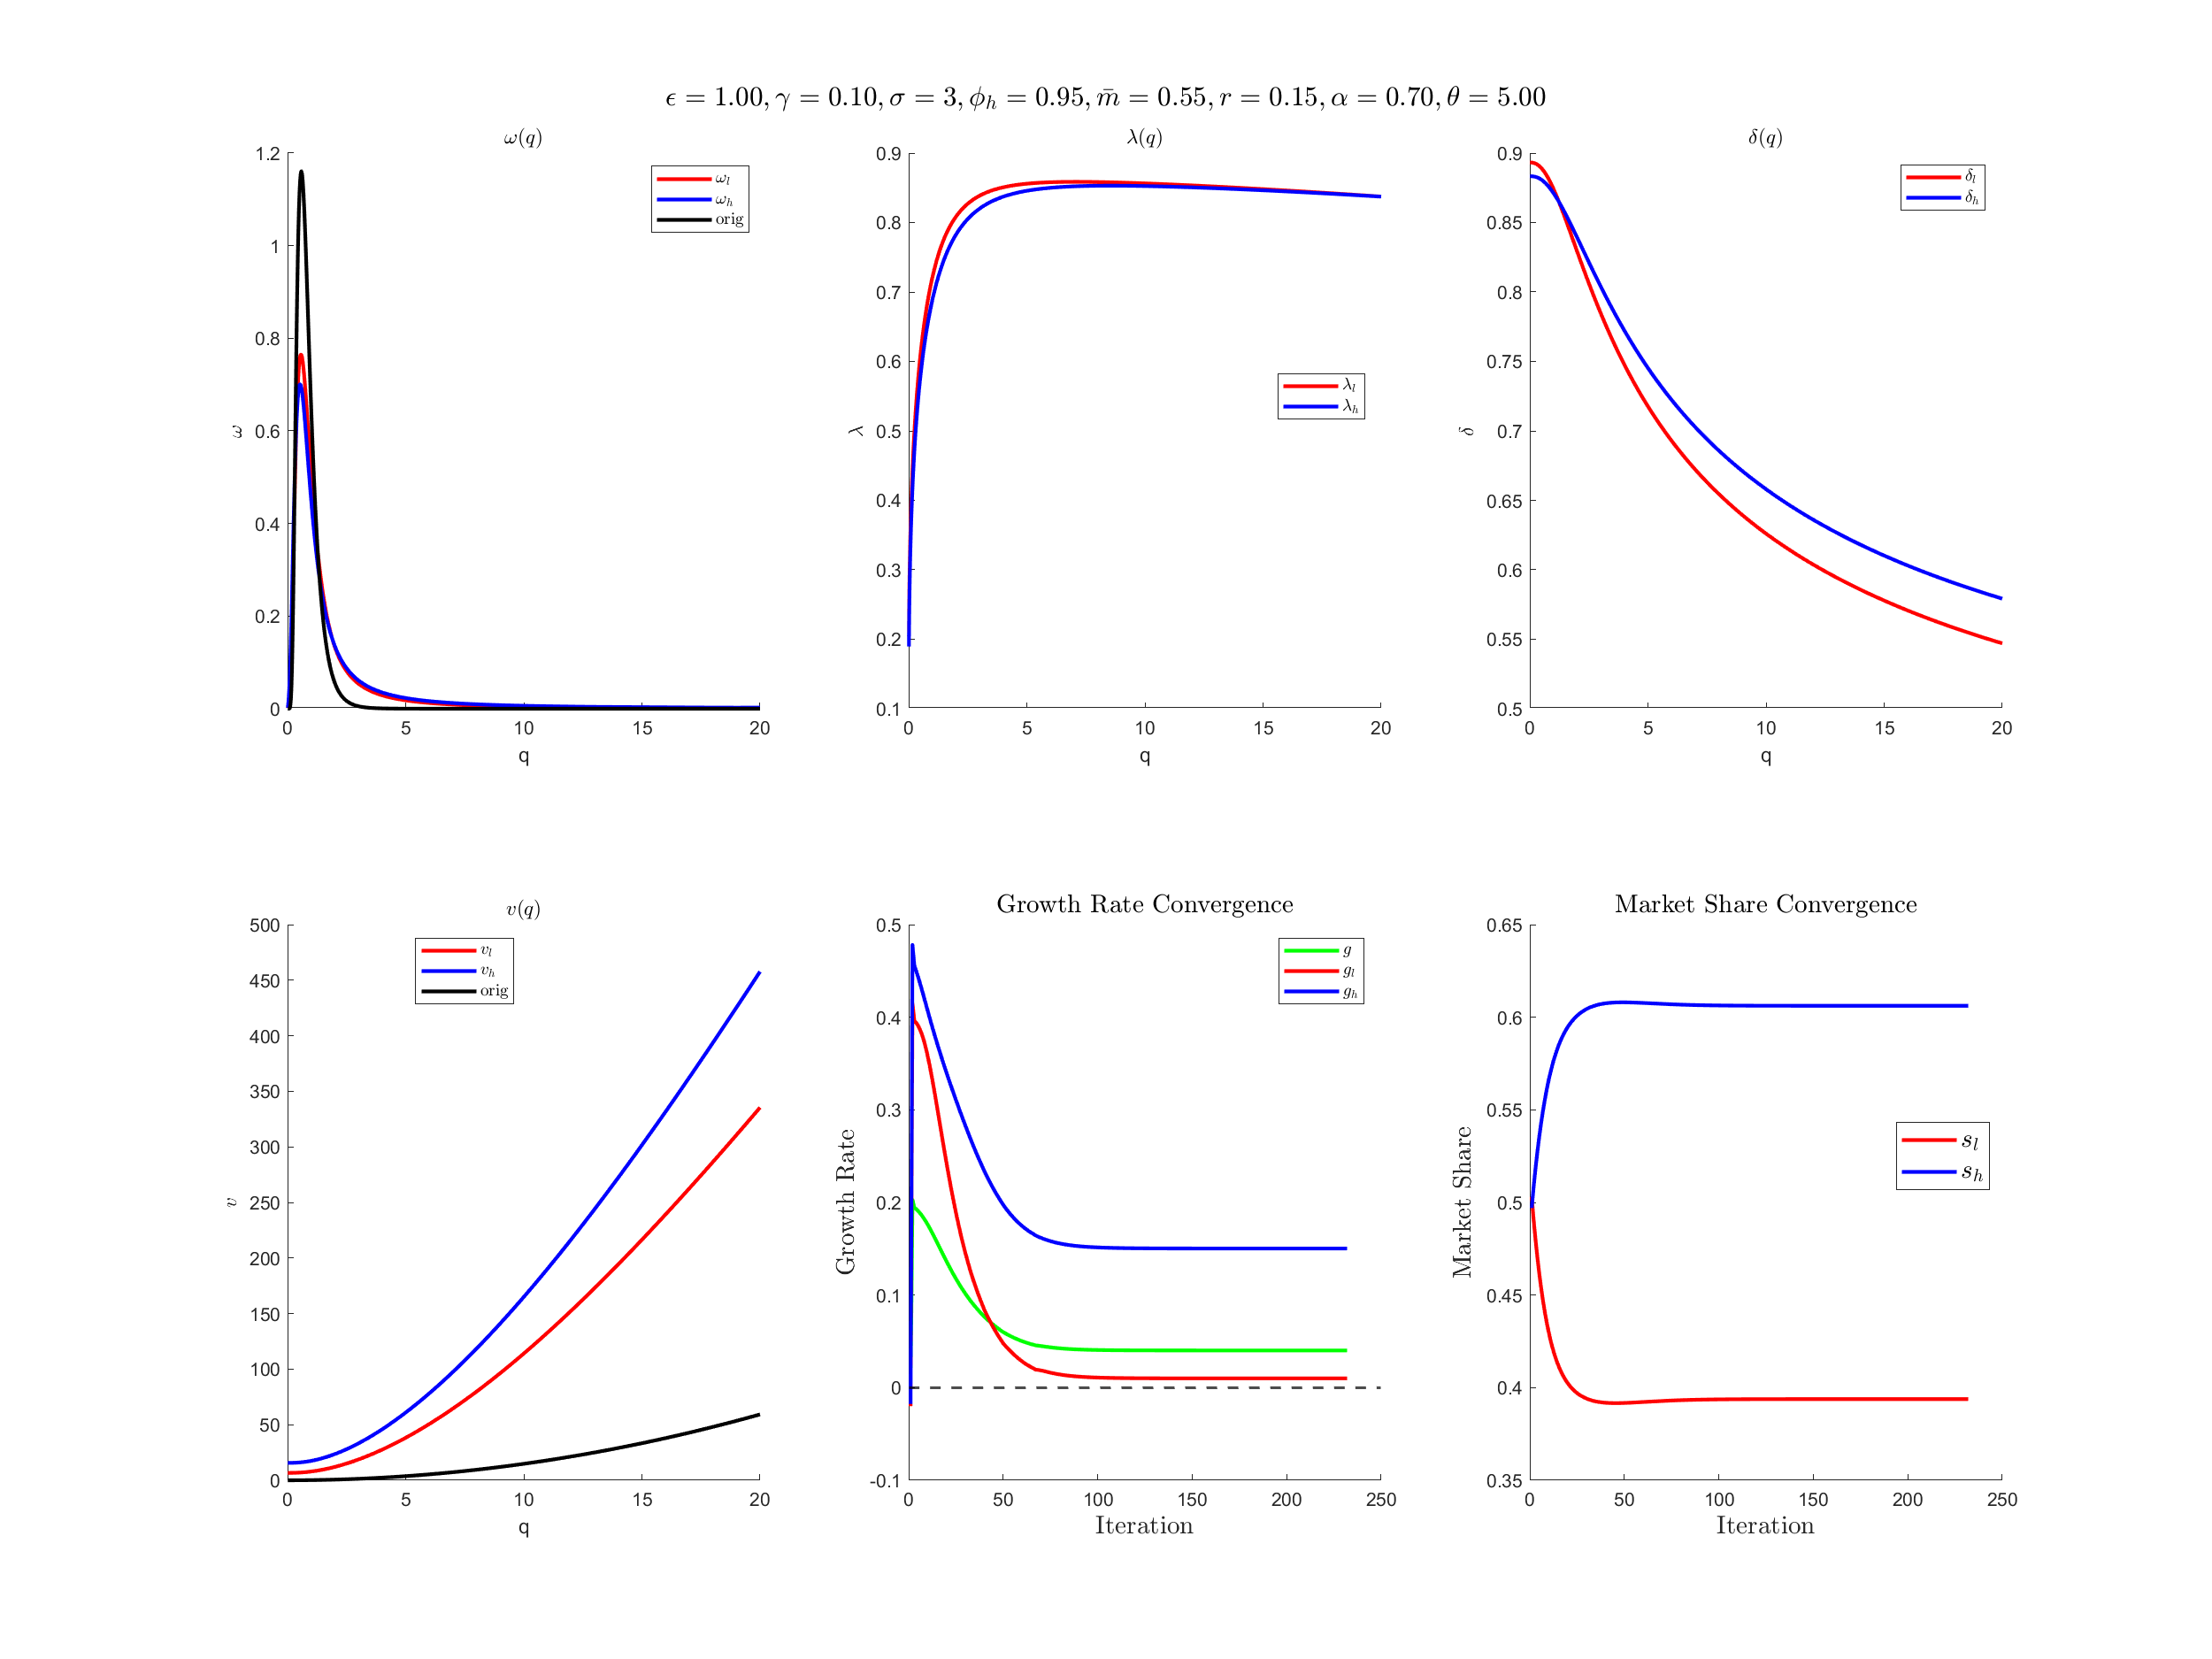 ϵ = 1.00, γ = 0.10, σ = 3, ϕ_h = 0.95, m̄ = 0.55, r = 0.15, α = 0.70, θ = 5.00
ω(q)
ω_l
ω_h
orig
ω
1.2
1
0.8
0.6
0.4
0.2
0
0 5 10 15 20
q
λ(q)
λ_l
λ_h
λ
0.9
0.8
0.7
0.6
0.5
0.4
0.3
0.2
0.1
0 5 10 15 20
q
δ(q)
δ_l
δ_h
δ
0.9
0.85
0.8
0.75
0.7
0.65
0.6
0.55
0.5
0 5 10 15 20
q
v(q)
v_l
v_h
orig
v
500
450
400
350
300
250
200
150
100
50
0
0 5 10 15 20
q
Growth Rate Convergence
g
g_l
g_h
Growth Rate
0.5
0.4
0.3
0.2
0.1
0
-0.1
0 50 100 150 200 250
Iteration
Market Share Convergence
s_l
s_h
Market Share
0.65
0.6
0.55
0.5
0.45
0.4
0.35
0 50 100 150 200 250
Iteration